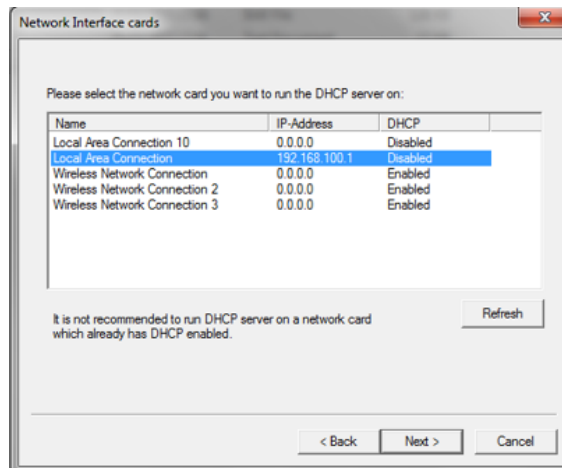 Network Interface cards
Please select the network card you want to run the DHCP server on:
Name IP-Address DHCP
Local Area Connection 10 0.0.0.0 Disabled
Local Area Connection 192.168.100.1 Disabled
Wireless Network Connection 0.0.0.0 Enabled
Wireless Network Connection 2 0.0.0.0 Enabled
Wireless Network Connection 3 0.0.0.0 Enabled
It is not recommended to run DHCP server on a network card
which already has DHCP enabled.
Refresh
< Back Next > Cancel